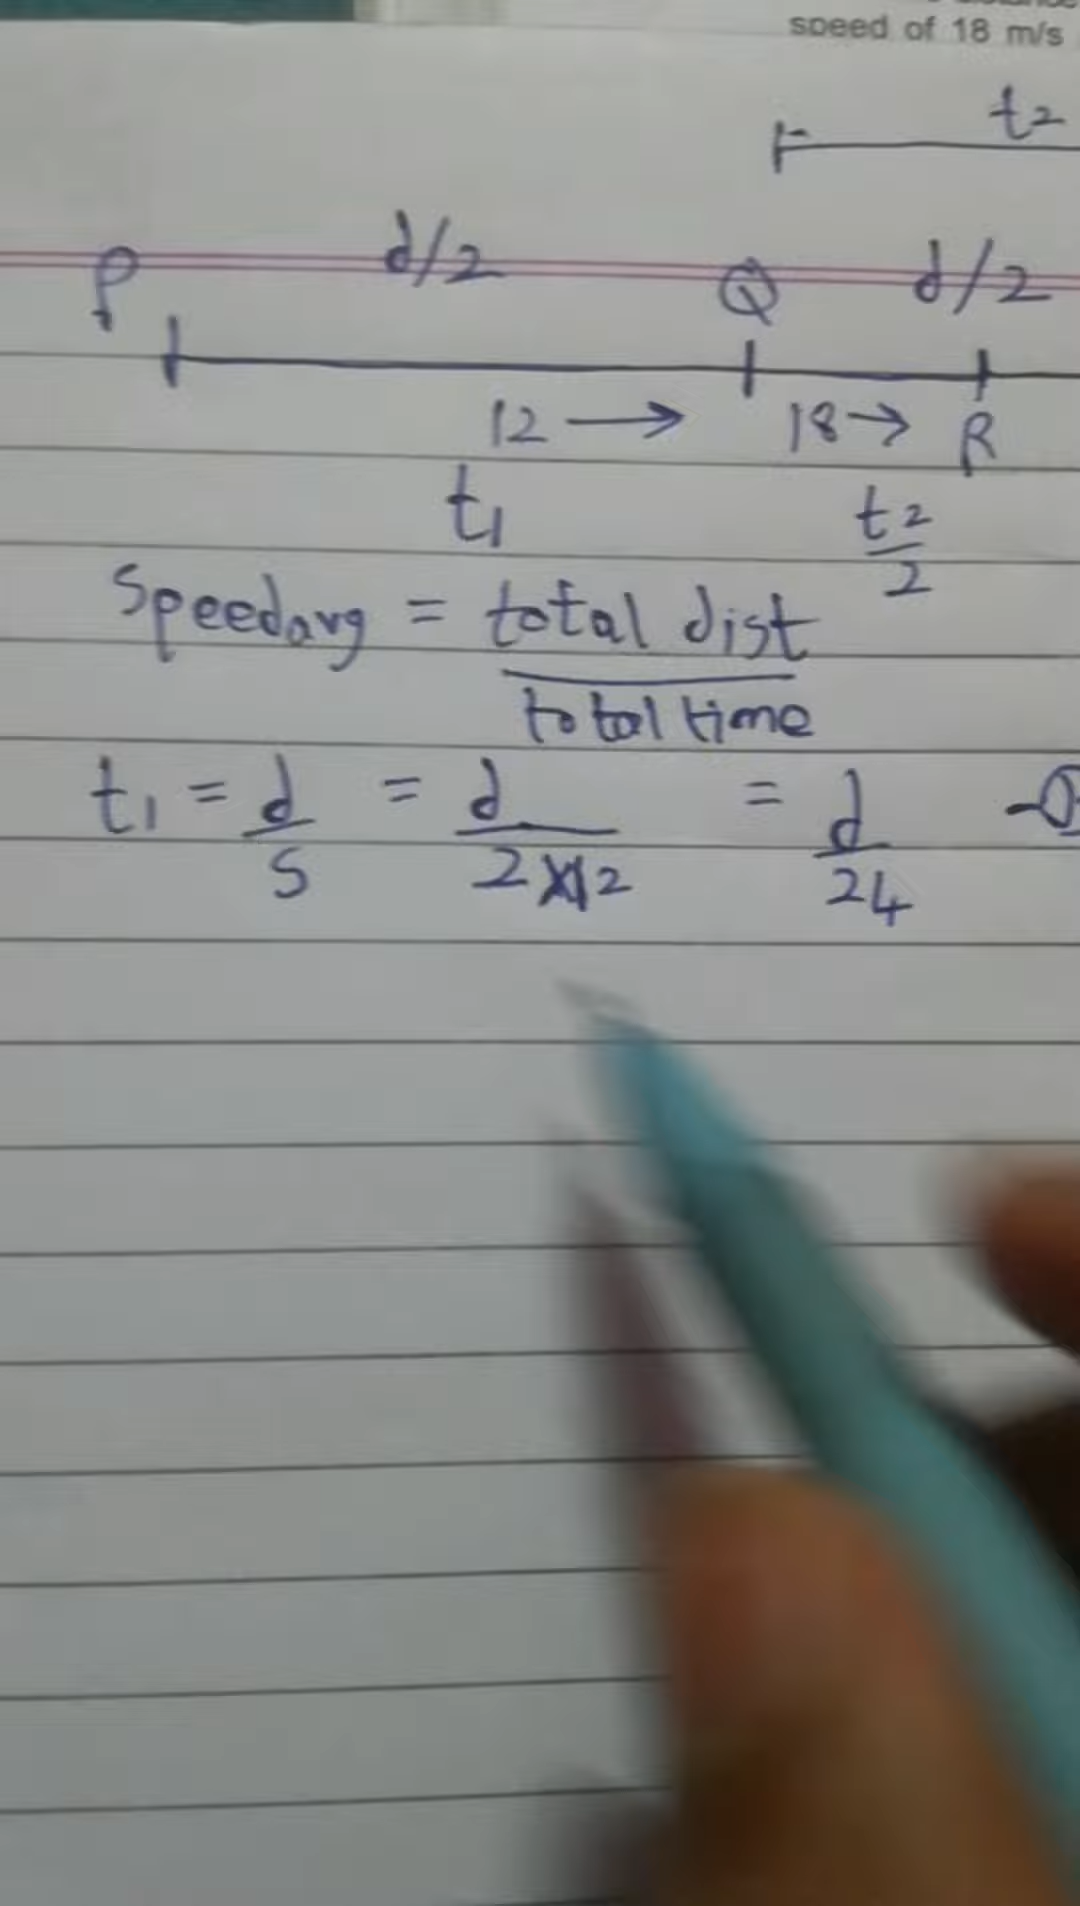 speed of 18 m/s
t2
P d/2 Q d/2
12 → 18 → R
t1 t2/2
Speedavg = total dist / total time
t1 = d/S = d/2×12 = d/24